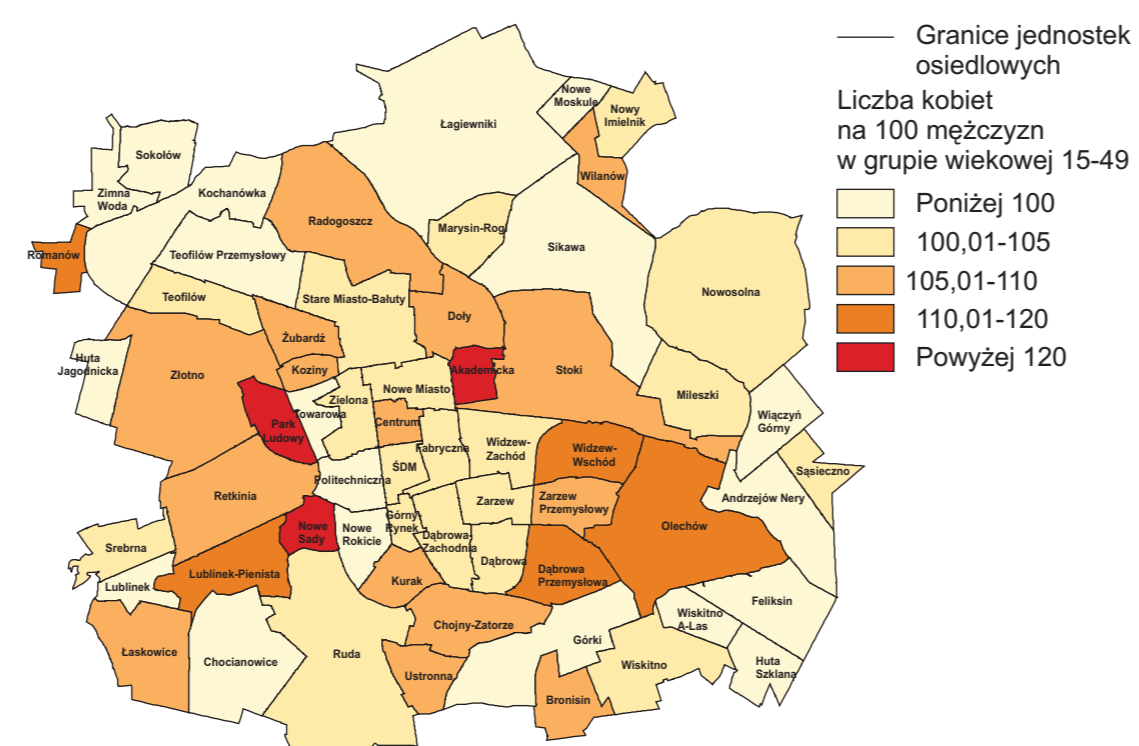 Granice jednostek
osiedlowych
Liczba kobiet
na 100 mężczyzn
w grupie wiekowej 15-49
Poniżej 100
100,01-105
105,01-110
110,01-120
Powyżej 120
Nowe
Moskule
Nowy
Imielnik
Łagiewniki
Sokołów
Wilanów
Zimna
Woda
Kochanówka
Radogoszcz
Marysin-Rogi
Sikawa
Romanów
Teofilów Przemysłowy
Nowosolna
Teofilów
Stare Miasto-Bałuty
Doły
Żubardź
Huta
Jagodnicka
Złotno
Koziny
Akademicka
Stoki
Nowe Miasto
Zielona
Mileszki
Towarowa
Wiączyń
Górny
Park
Ludowy
Centrum
Fabryczna
Widzew-
Zachód
Widzew-
Wschód
ŚDM
Sąsieczno
Politechniczna
Retkinia
Andrzejów Nery
Zarzew
Zarzew
Przemysłowy
Górny-
Rynek
Nowe
Sady
Nowe
Rokicie
Olechów
Dąbrowa-
Zachodnia
Srebrna
Dąbrowa
Dąbrowa
Przemysłowa
Lublinek-Pienista
Lublinek
Kurak
Feliksin
Wiskitno
A-Las
Chojny-Zatorze
Górki
Łaskowice
Chocianowice
Ruda
Wiskitno
Huta
Szklana
Ustronna
Bronisin